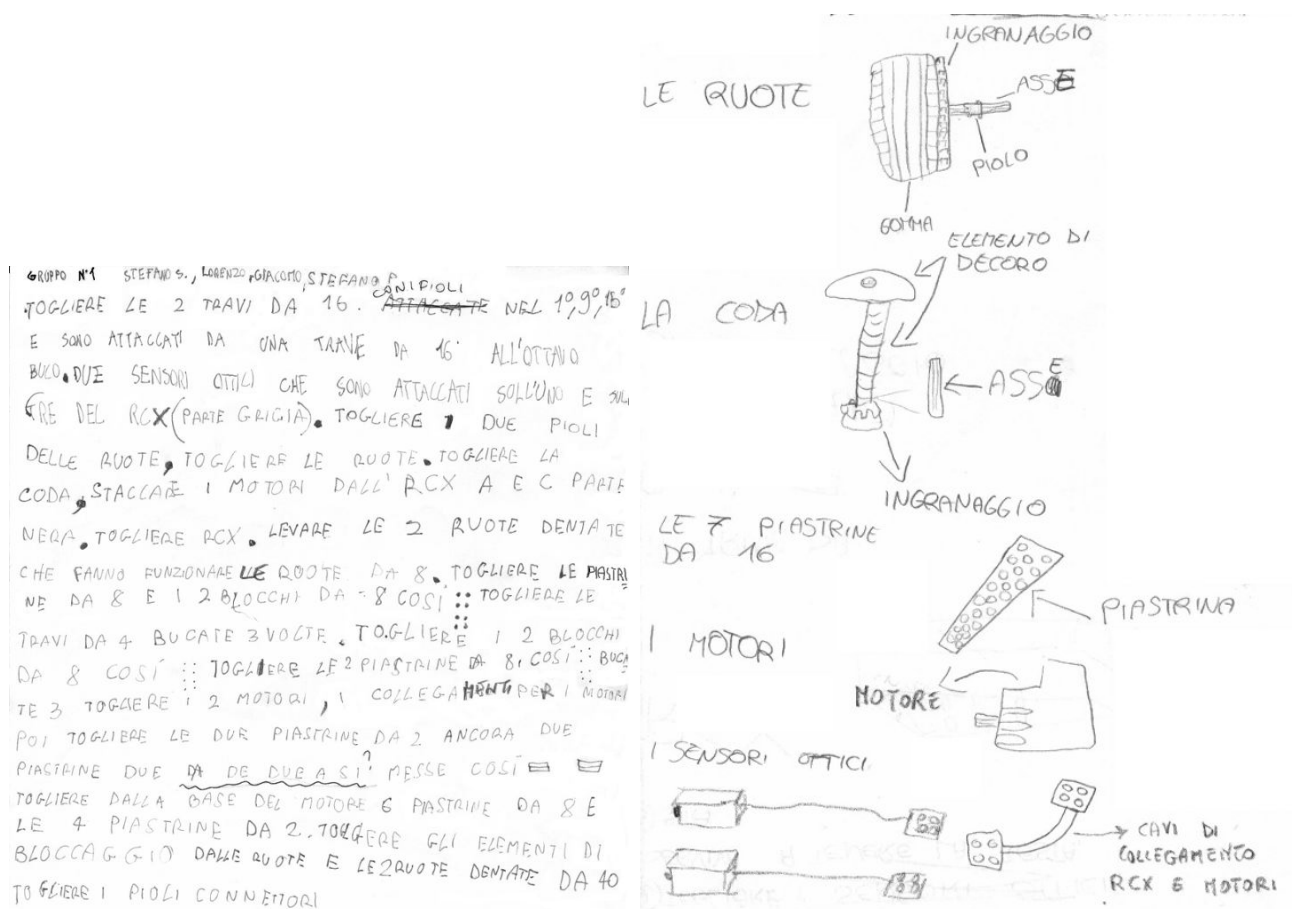 GRUPPO N°1 STEFANO S., LORENZO, GIACOMO, STEFANO P.
CON I PIOLI
TOGLIERE LE 2 TRAVI DA 16. ATTACCATE NEL 1°, 9°, 16°
E SONO ATTACCATI DA UNA TRAVE DA 16 ALL'OTTAVO
BUCO. DUE SENSORI OTTILI CHE SONO ATTACCATI SOLL'UNO E SUL
TRE DEL RCX (PARTE GRIGIA). TOGLIERE I DUE PIOLI
DELLE RUOTE, TOGLIERE LE RUOTE. TOGLIERE LA
CODA, STACCARE I MOTORI DALL'RCX A E C PARTE
NERA. TOGLIERE RCX. LEVARE LE 2 RUOTE DENTATE
CHE FANNO FUNZIONARE LE ROOTE DA 8. TOGLIERE LE PIASTRI
NE DA 8 E I 2 BLOCCHI DA 8 COSÍ :: TOGLIERE LE
TRAVI DA 4 BUCATE 3 VOLTE. TOGLIERE I 2 BLOCCHI
DA 8 COSÍ :: TOGLIERE LE 2 PIASTRINE DA 8, COSÍ :: BUCA
TE 3 TOGLIERE I 2 MOTORI, I COLLEGAMENTI PER I MOTORI
POI TOGLIERE LE DUE PIASTRINE DA 2 ANCORA DUE
PIASTRINE DUE DA DE DUE A SI? MESSE COSÍ
TOGLIERE DALLA BASE DEL MOTORE 6 PIASTRINE DA 8 E
LE 4 PIASTRINE DA 2. TOGLIERE GLI ELEMENTI DI
BLOCCAGGIO DALLE RUOTE E LE 2 RUOTE DENTATE DA 40
TOGLIERE I PIOLI CONNETTORI
LE RUOTE
INGRANAGGIO
ASSE
PIOLO
GOMMA
LA CODA
ELEMENTO DI
DECORO
ASSE
INGRANAGGIO
LE 7 PIASTRINE
DA 16
PIASTRINA
I MOTORI
MOTORE
I SENSORI OTTICI
CAVI DI
COLLEGAMENTO
RCX E MOTORI